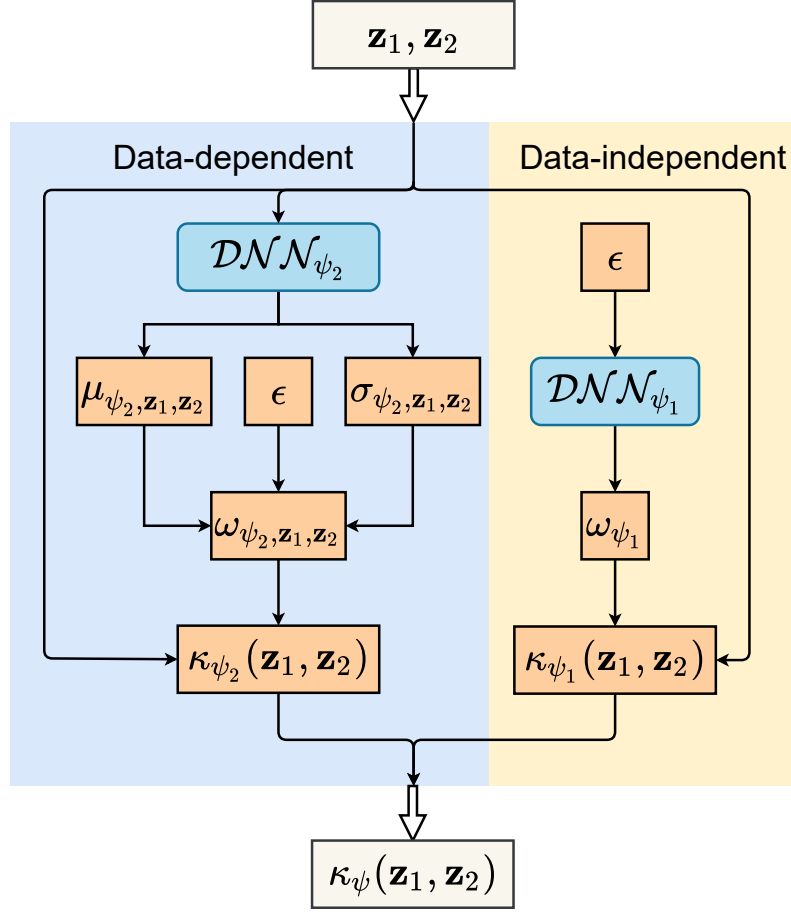 𝐳₁, 𝐳₂
Data-dependent
Data-independent
𝒟𝒩𝒩_ψ₂
ϵ
μ_ψ₂,𝐳₁,𝐳₂
ϵ
σ_ψ₂,𝐳₁,𝐳₂
𝒟𝒩𝒩_ψ₁
ω_ψ₂,𝐳₁,𝐳₂
ω_ψ₁
κ_ψ₂(𝐳₁, 𝐳₂)
κ_ψ₁(𝐳₁, 𝐳₂)
κ_ψ(𝐳₁, 𝐳₂)